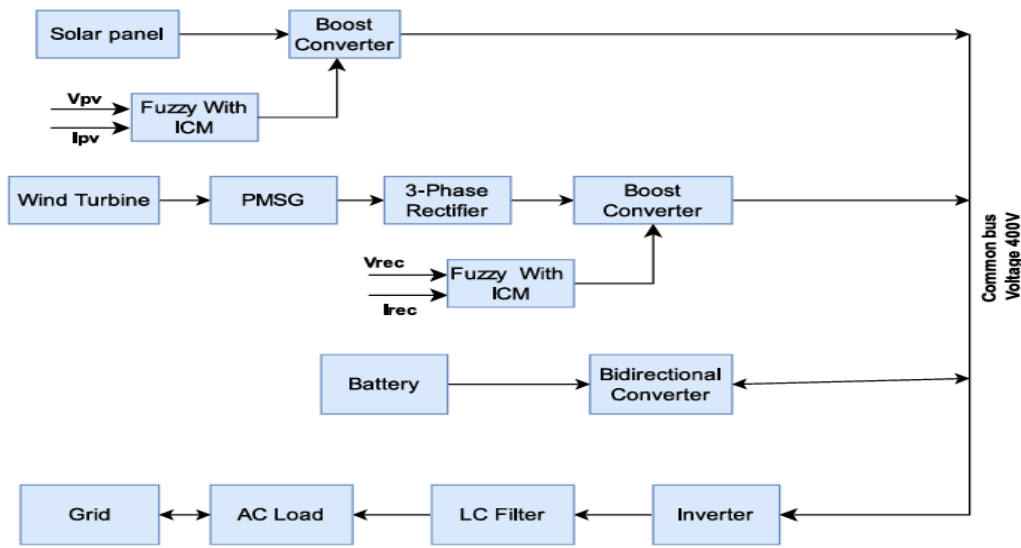 Solar panel
Boost
Converter
Vpv
Ipv
Fuzzy With
ICM
Wind Turbine
PMSG
3-Phase
Rectifier
Boost
Converter
Vrec
Irec
Fuzzy With
ICM
Common bus
Voltage 400V
Battery
Bidirectional
Converter
Grid
AC Load
LC Filter
Inverter